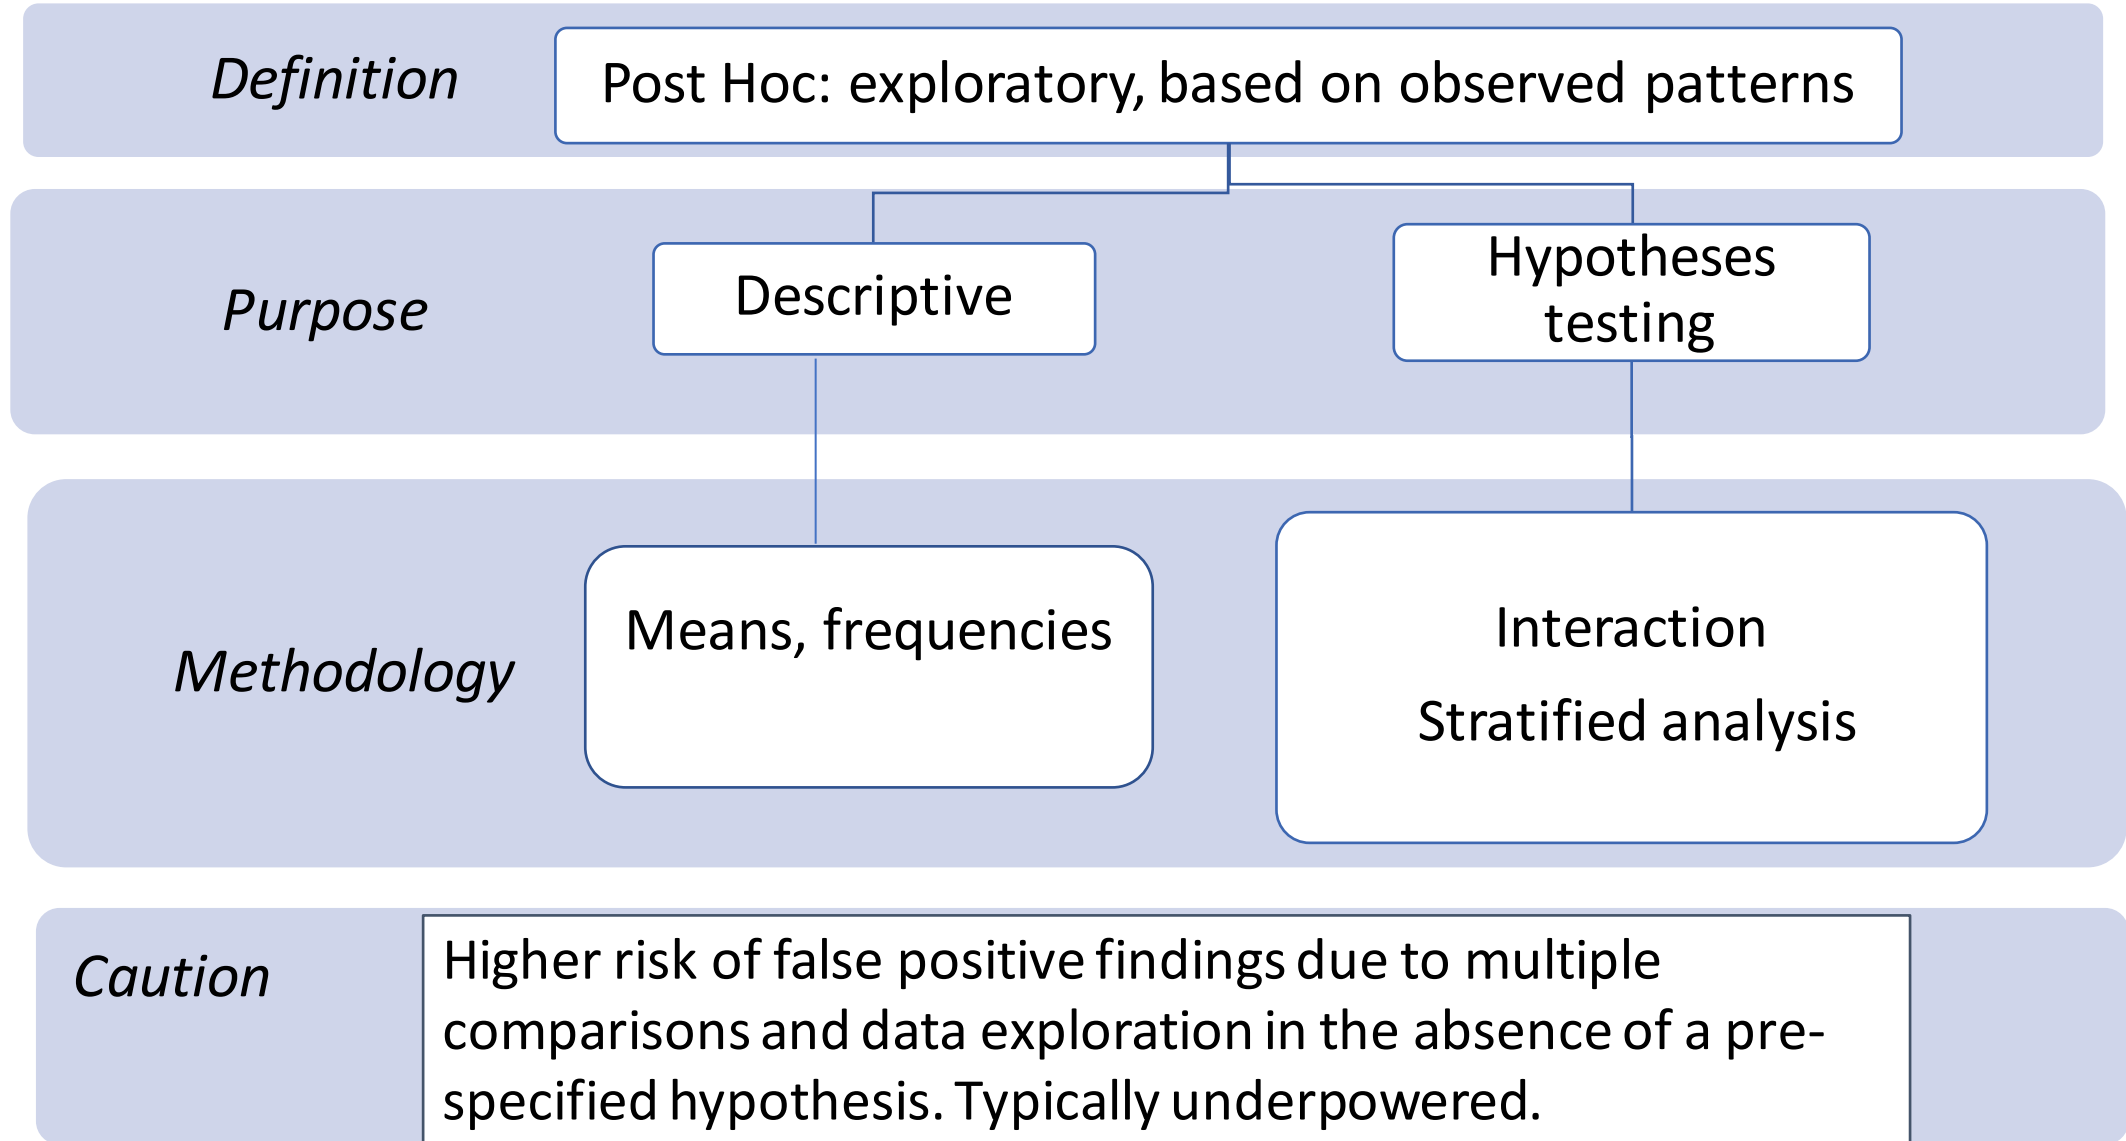 Definition
Post Hoc: exploratory, based on observed patterns
Purpose
Descriptive
Hypotheses
testing
Methodology
Means, frequencies
Interaction
Stratified analysis
Caution
Higher risk of false positive findings due to multiple
comparisons and data exploration in the absence of a pre-
specified hypothesis. Typically underpowered.